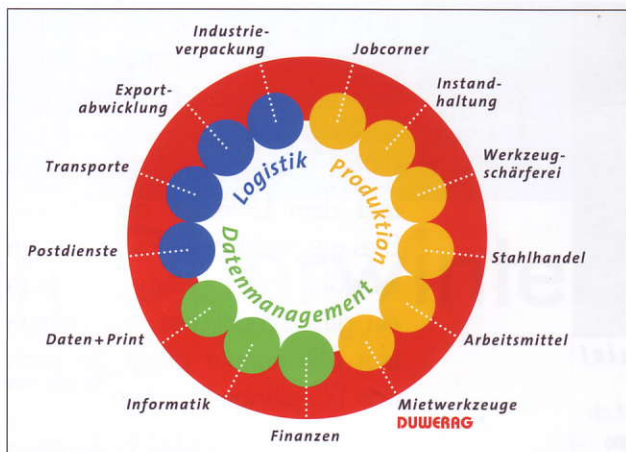 Industrie-
verpackung
Jobcorner
Export-
abwicklung
Instand-
haltung
Transporte
Werkzeug-
schärferei
Logistik
Produktion
Datenmanagement
Postdienste
Stahlhandel
Daten+Print
Arbeitsmittel
Informatik
Mietwerkzeuge
DUWERAG
Finanzen